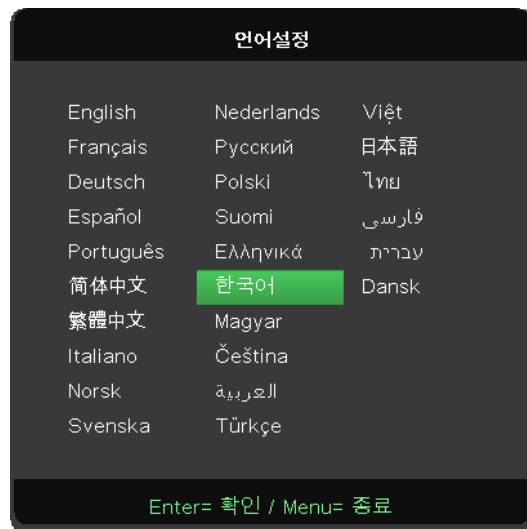 언어설정
English Nederlands Việt
Français Русский 日本語
Deutsch Polski ไทย
Español Suomi فارسی
Português Ελληνικά עברית
简体中文 한국어 Dansk
繁體中文 Magyar
Italiano Čeština
Norsk العربية
Svenska Türkçe
Enter= 확인 / Menu= 종료